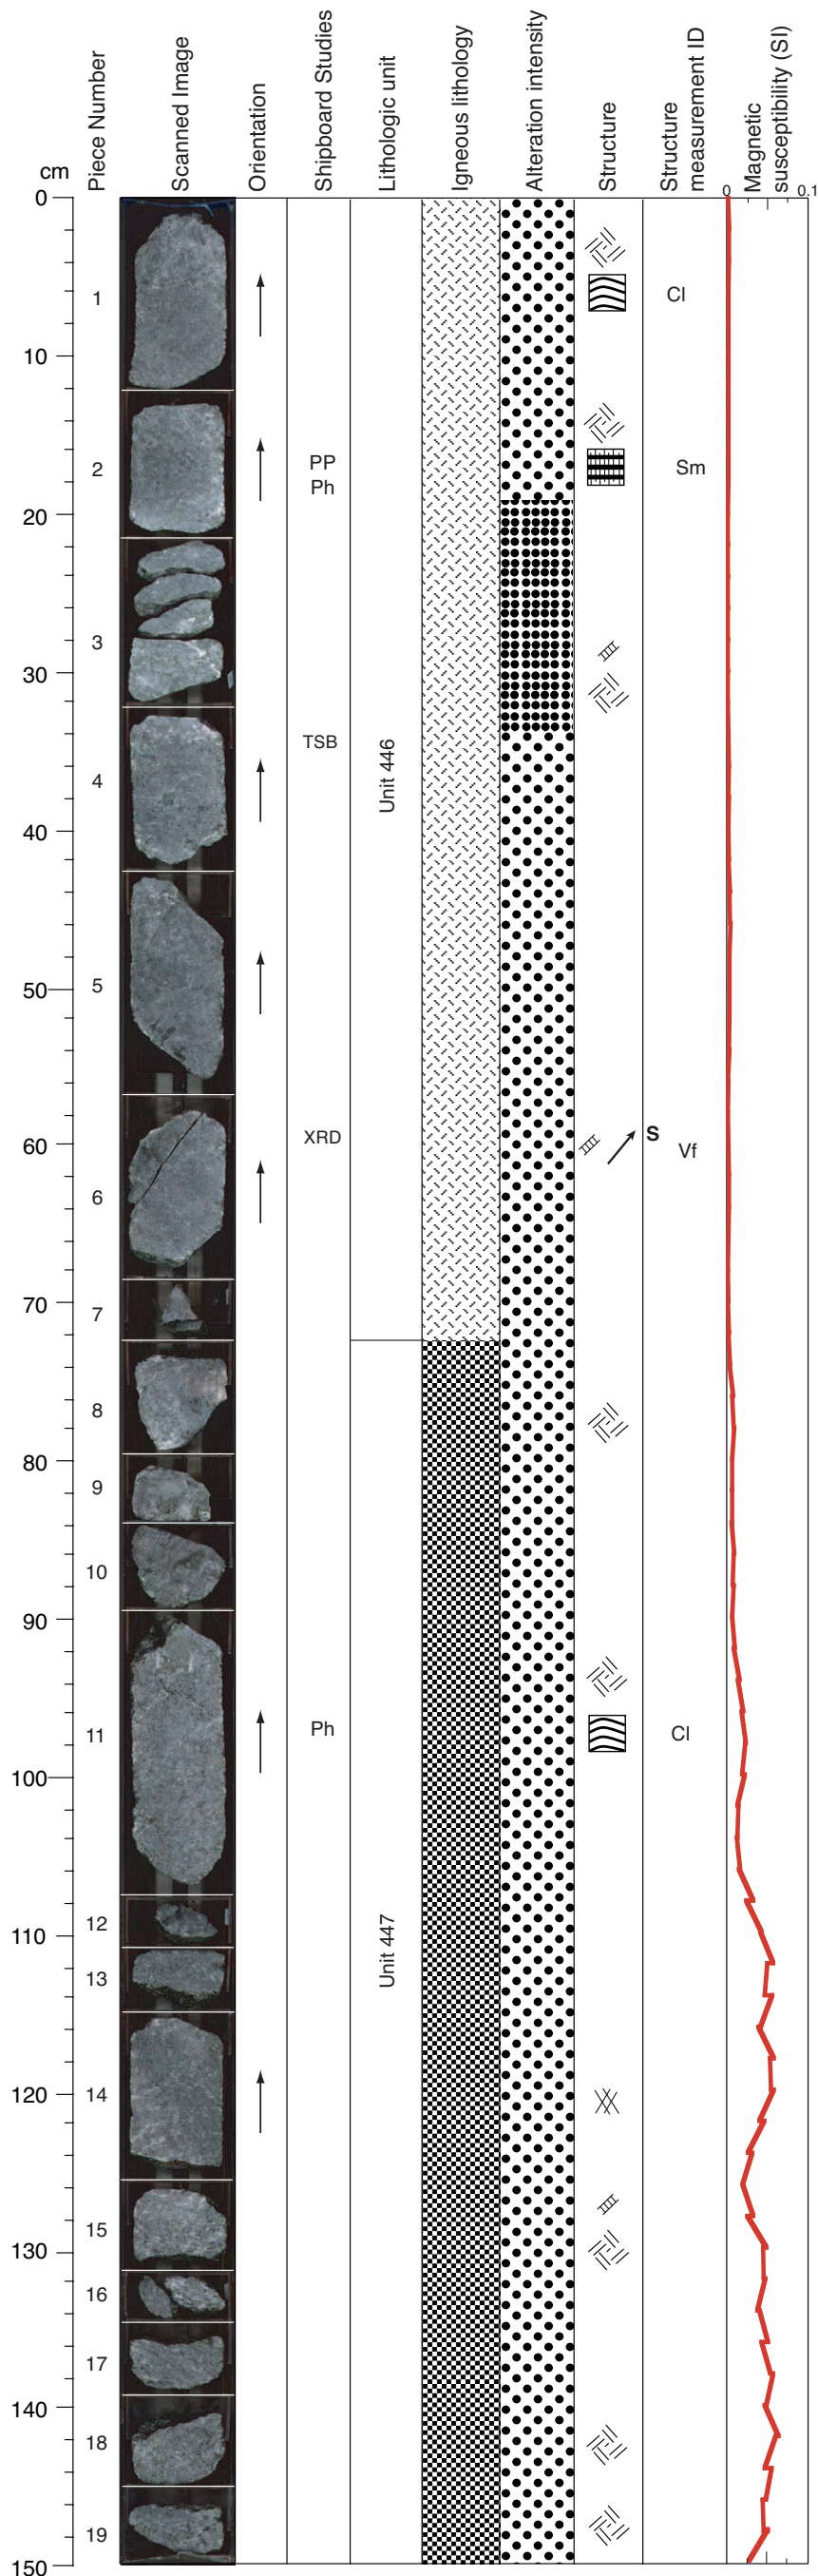 cm
Piece Number
Scanned Image
Orientation
Shipboard Studies
Lithologic unit
Igneous lithology
Alteration intensity
Structure
Structure
measurement ID
Magnetic
susceptibility (SI)
0 0.1
0
1
Cl
10
2
PP
Ph
Sm
20
3
30
4
TSB
Unit 446
40
5
50
60
XRD
S
Vf
6
70
7
8
80
9
10
90
11
Ph
Cl
100
12
110
Unit 447
13
14
120
15
130
16
17
140
18
19
150